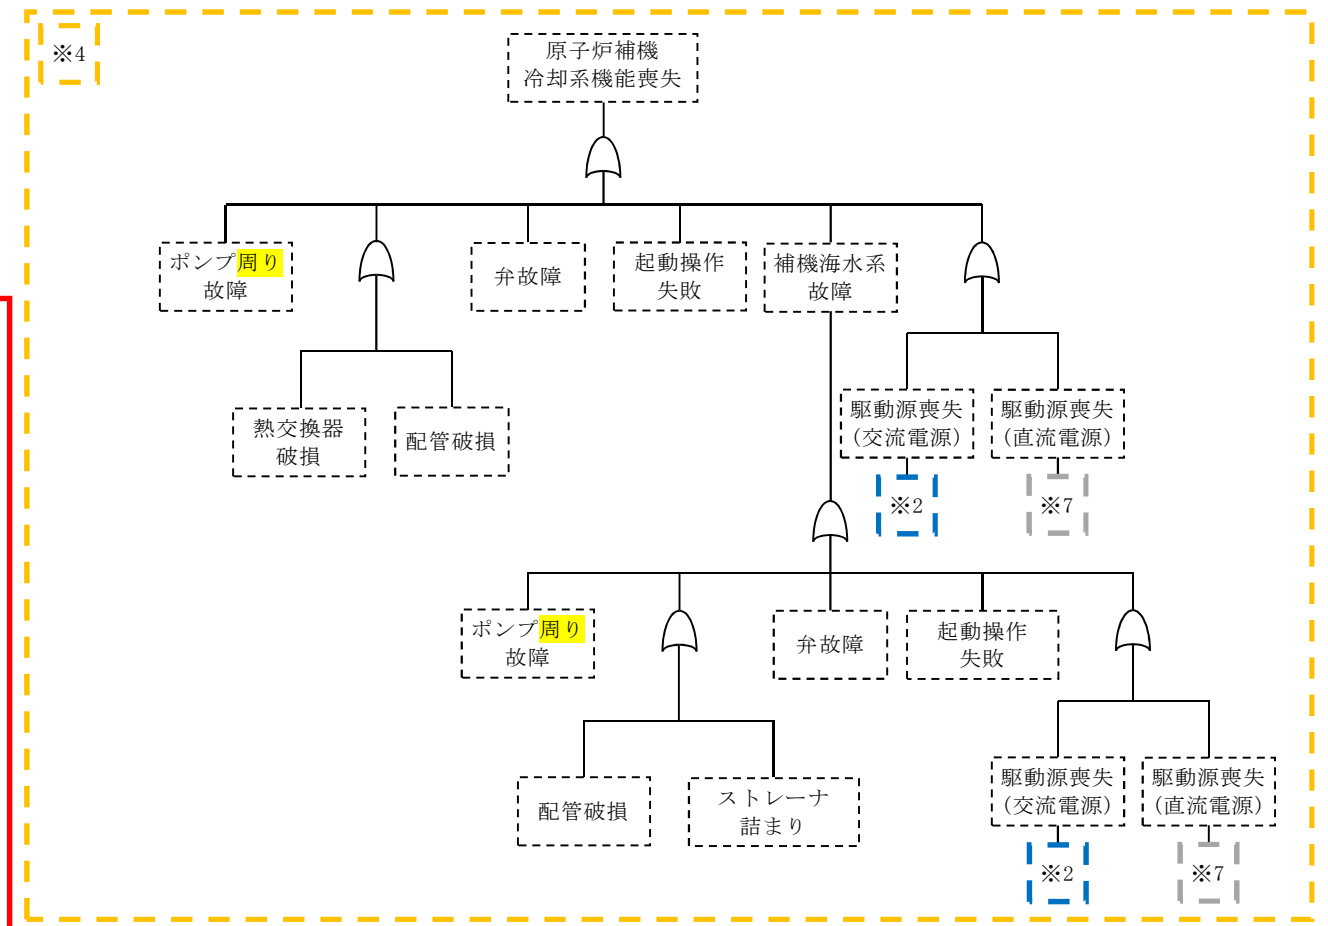 ※4
原子炉補機
冷却系機能喪失
ポンプ周り
故障
弁故障
起動操作
失敗
補機海水系
故障
熱交換器
破損
配管破損
駆動源喪失
(交流電源)
駆動源喪失
(直流電源)
※2
※7
ポンプ周り
故障
弁故障
起動操作
失敗
配管破損
ストレーナ
詰まり
駆動源喪失
(交流電源)
駆動源喪失
(直流電源)
※2
※7